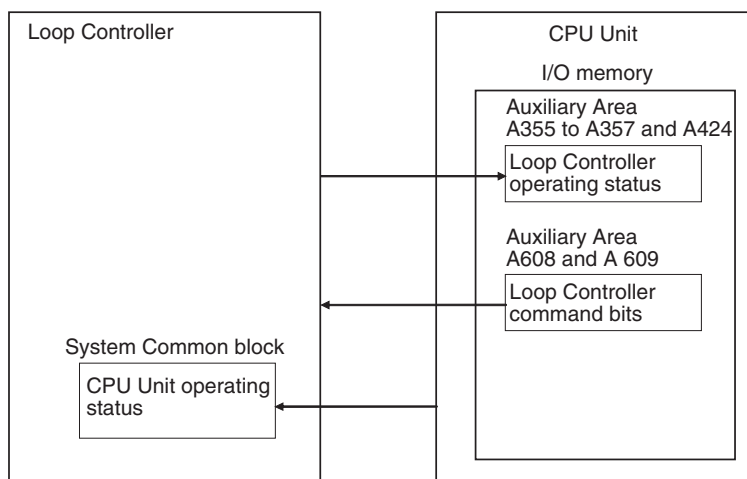 Loop Controller
CPU Unit
I/O memory
Auxiliary Area
A355 to A357 and A424
Loop Controller
operating status
Auxiliary Area
A608 and A 609
Loop Controller
command bits
System Common block
CPU Unit operating
status